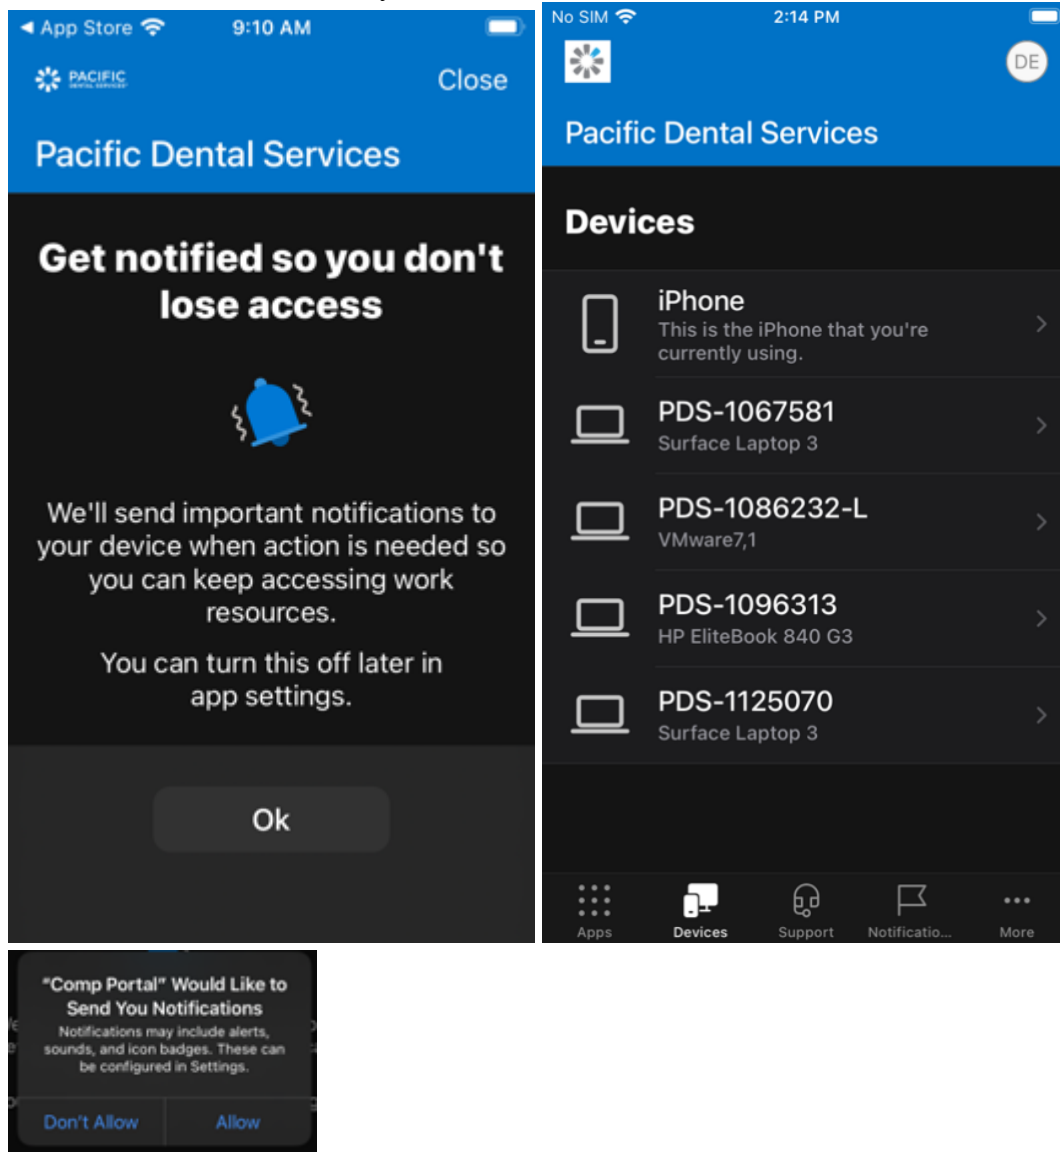 App Store
9:10 AM
PACIFIC
DENTAL SERVICES
Close
Pacific Dental Services
Get notified so you don't
lose access
We'll send important notifications to
your device when action is needed so
you can keep accessing work
resources.
You can turn this off later in
app settings.
Ok
No SIM
2:14 PM
DE
Pacific Dental Services
Devices
iPhone
This is the iPhone that you're
currently using.
PDS-1067581
Surface Laptop 3
PDS-1086232-L
VMware7,1
PDS-1096313
HP EliteBook 840 G3
PDS-1125070
Surface Laptop 3
Apps
Devices
Support
Notificatio...
More
"Comp Portal" Would Like to
Send You Notifications
Notifications may include alerts,
sounds, and icon badges. These can
be configured in Settings.
Don't Allow
Allow